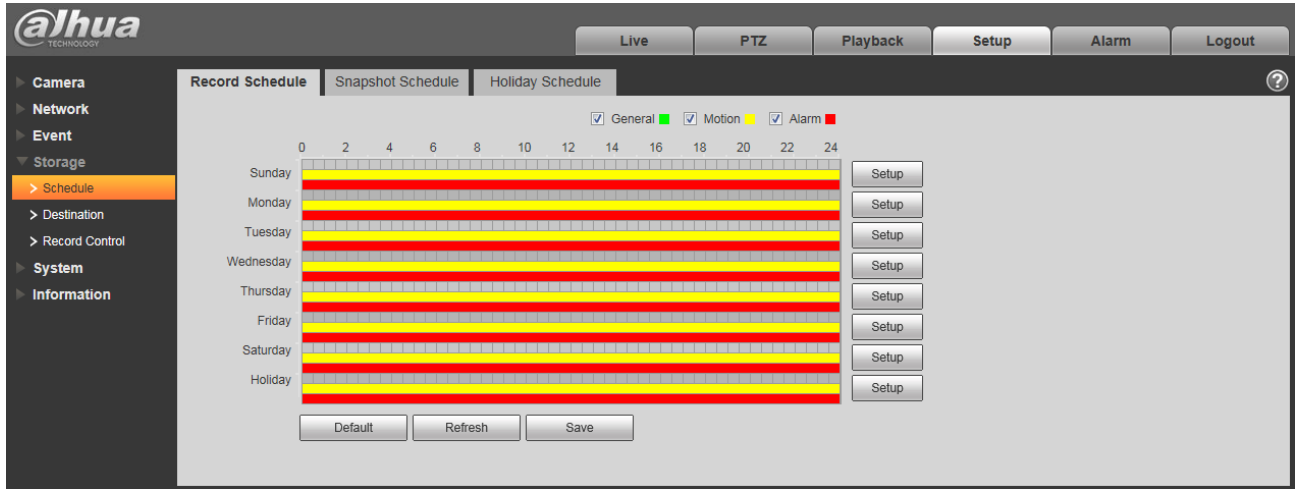 alhua
TECHNOLOGY
Live PTZ Playback Setup Alarm Logout
Camera
Network
Event
Storage
> Schedule
> Destination
> Record Control
System
Information
Record Schedule Snapshot Schedule Holiday Schedule ?
General Motion Alarm
0 2 4 6 8 10 12 14 16 18 20 22 24
Sunday Setup
Monday Setup
Tuesday Setup
Wednesday Setup
Thursday Setup
Friday Setup
Saturday Setup
Holiday Setup
Default Refresh Save